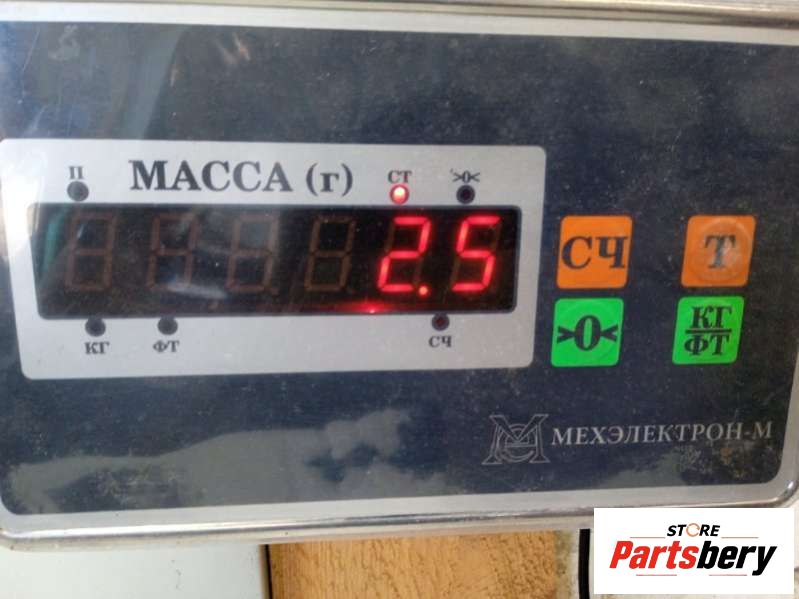 П МАССА (г) СТ >0<
2.5
КГ ФТ СЧ
СЧ Т
>0< КГ
ФТ
МЕХЭЛЕКТРОН-М
STORE
Partsbery